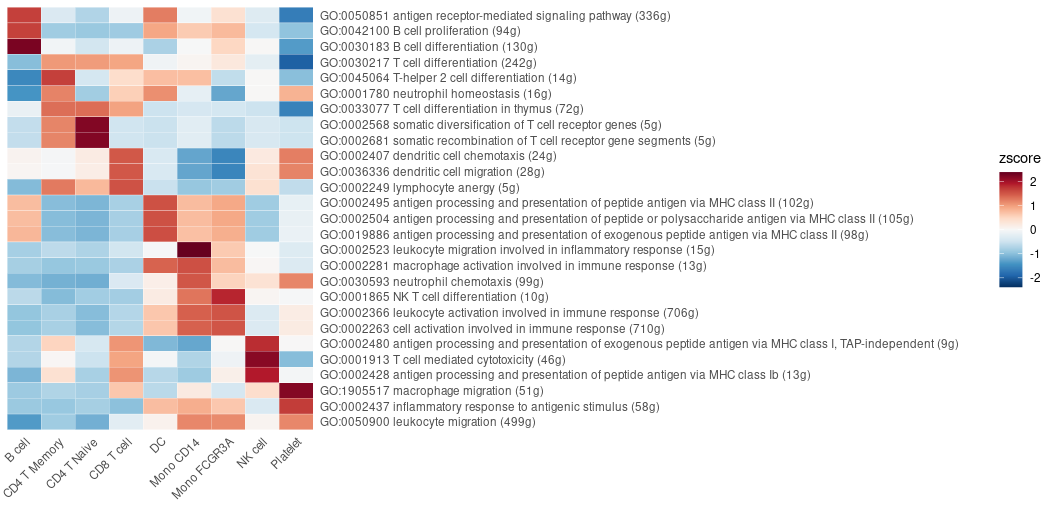 GO:0050851 antigen receptor-mediated signaling pathway (336g)
GO:0042100 B cell proliferation (94g)
GO:0030183 B cell differentiation (130g)
GO:0030217 T cell differentiation (242g)
GO:0045064 T-helper 2 cell differentiation (14g)
GO:0001780 neutrophil homeostasis (16g)
GO:0033077 T cell differentiation in thymus (72g)
GO:0002568 somatic diversification of T cell receptor genes (5g)
GO:0002681 somatic recombination of T cell receptor gene segments (5g)
GO:0002407 dendritic cell chemotaxis (24g)
GO:0036336 dendritic cell migration (28g)
GO:0002249 lymphocyte anergy (5g)
GO:0002495 antigen processing and presentation of peptide antigen via MHC class II (102g)
GO:0002504 antigen processing and presentation of peptide or polysaccharide antigen via MHC class II (105g)
GO:0019886 antigen processing and presentation of exogenous peptide antigen via MHC class II (98g)
GO:0002523 leukocyte migration involved in inflammatory response (15g)
GO:0002281 macrophage activation involved in immune response (13g)
GO:0030593 neutrophil chemotaxis (99g)
GO:0001865 NK T cell differentiation (10g)
GO:0002366 leukocyte activation involved in immune response (706g)
GO:0002263 cell activation involved in immune response (710g)
GO:0002480 antigen processing and presentation of exogenous peptide antigen via MHC class I, TAP-independent (9g)
GO:0001913 T cell mediated cytotoxicity (46g)
GO:0002428 antigen processing and presentation of peptide antigen via MHC class Ib (13g)
GO:1905517 macrophage migration (51g)
GO:0002437 inflammatory response to antigenic stimulus (58g)
GO:0050900 leukocyte migration (499g)
B cell
CD4 T Memory
CD4 T Naive
CD8 T cell
DC
Mono CD14
Mono FCGR3A
NK cell
Platelet
zscore
2
1
0
-1
-2